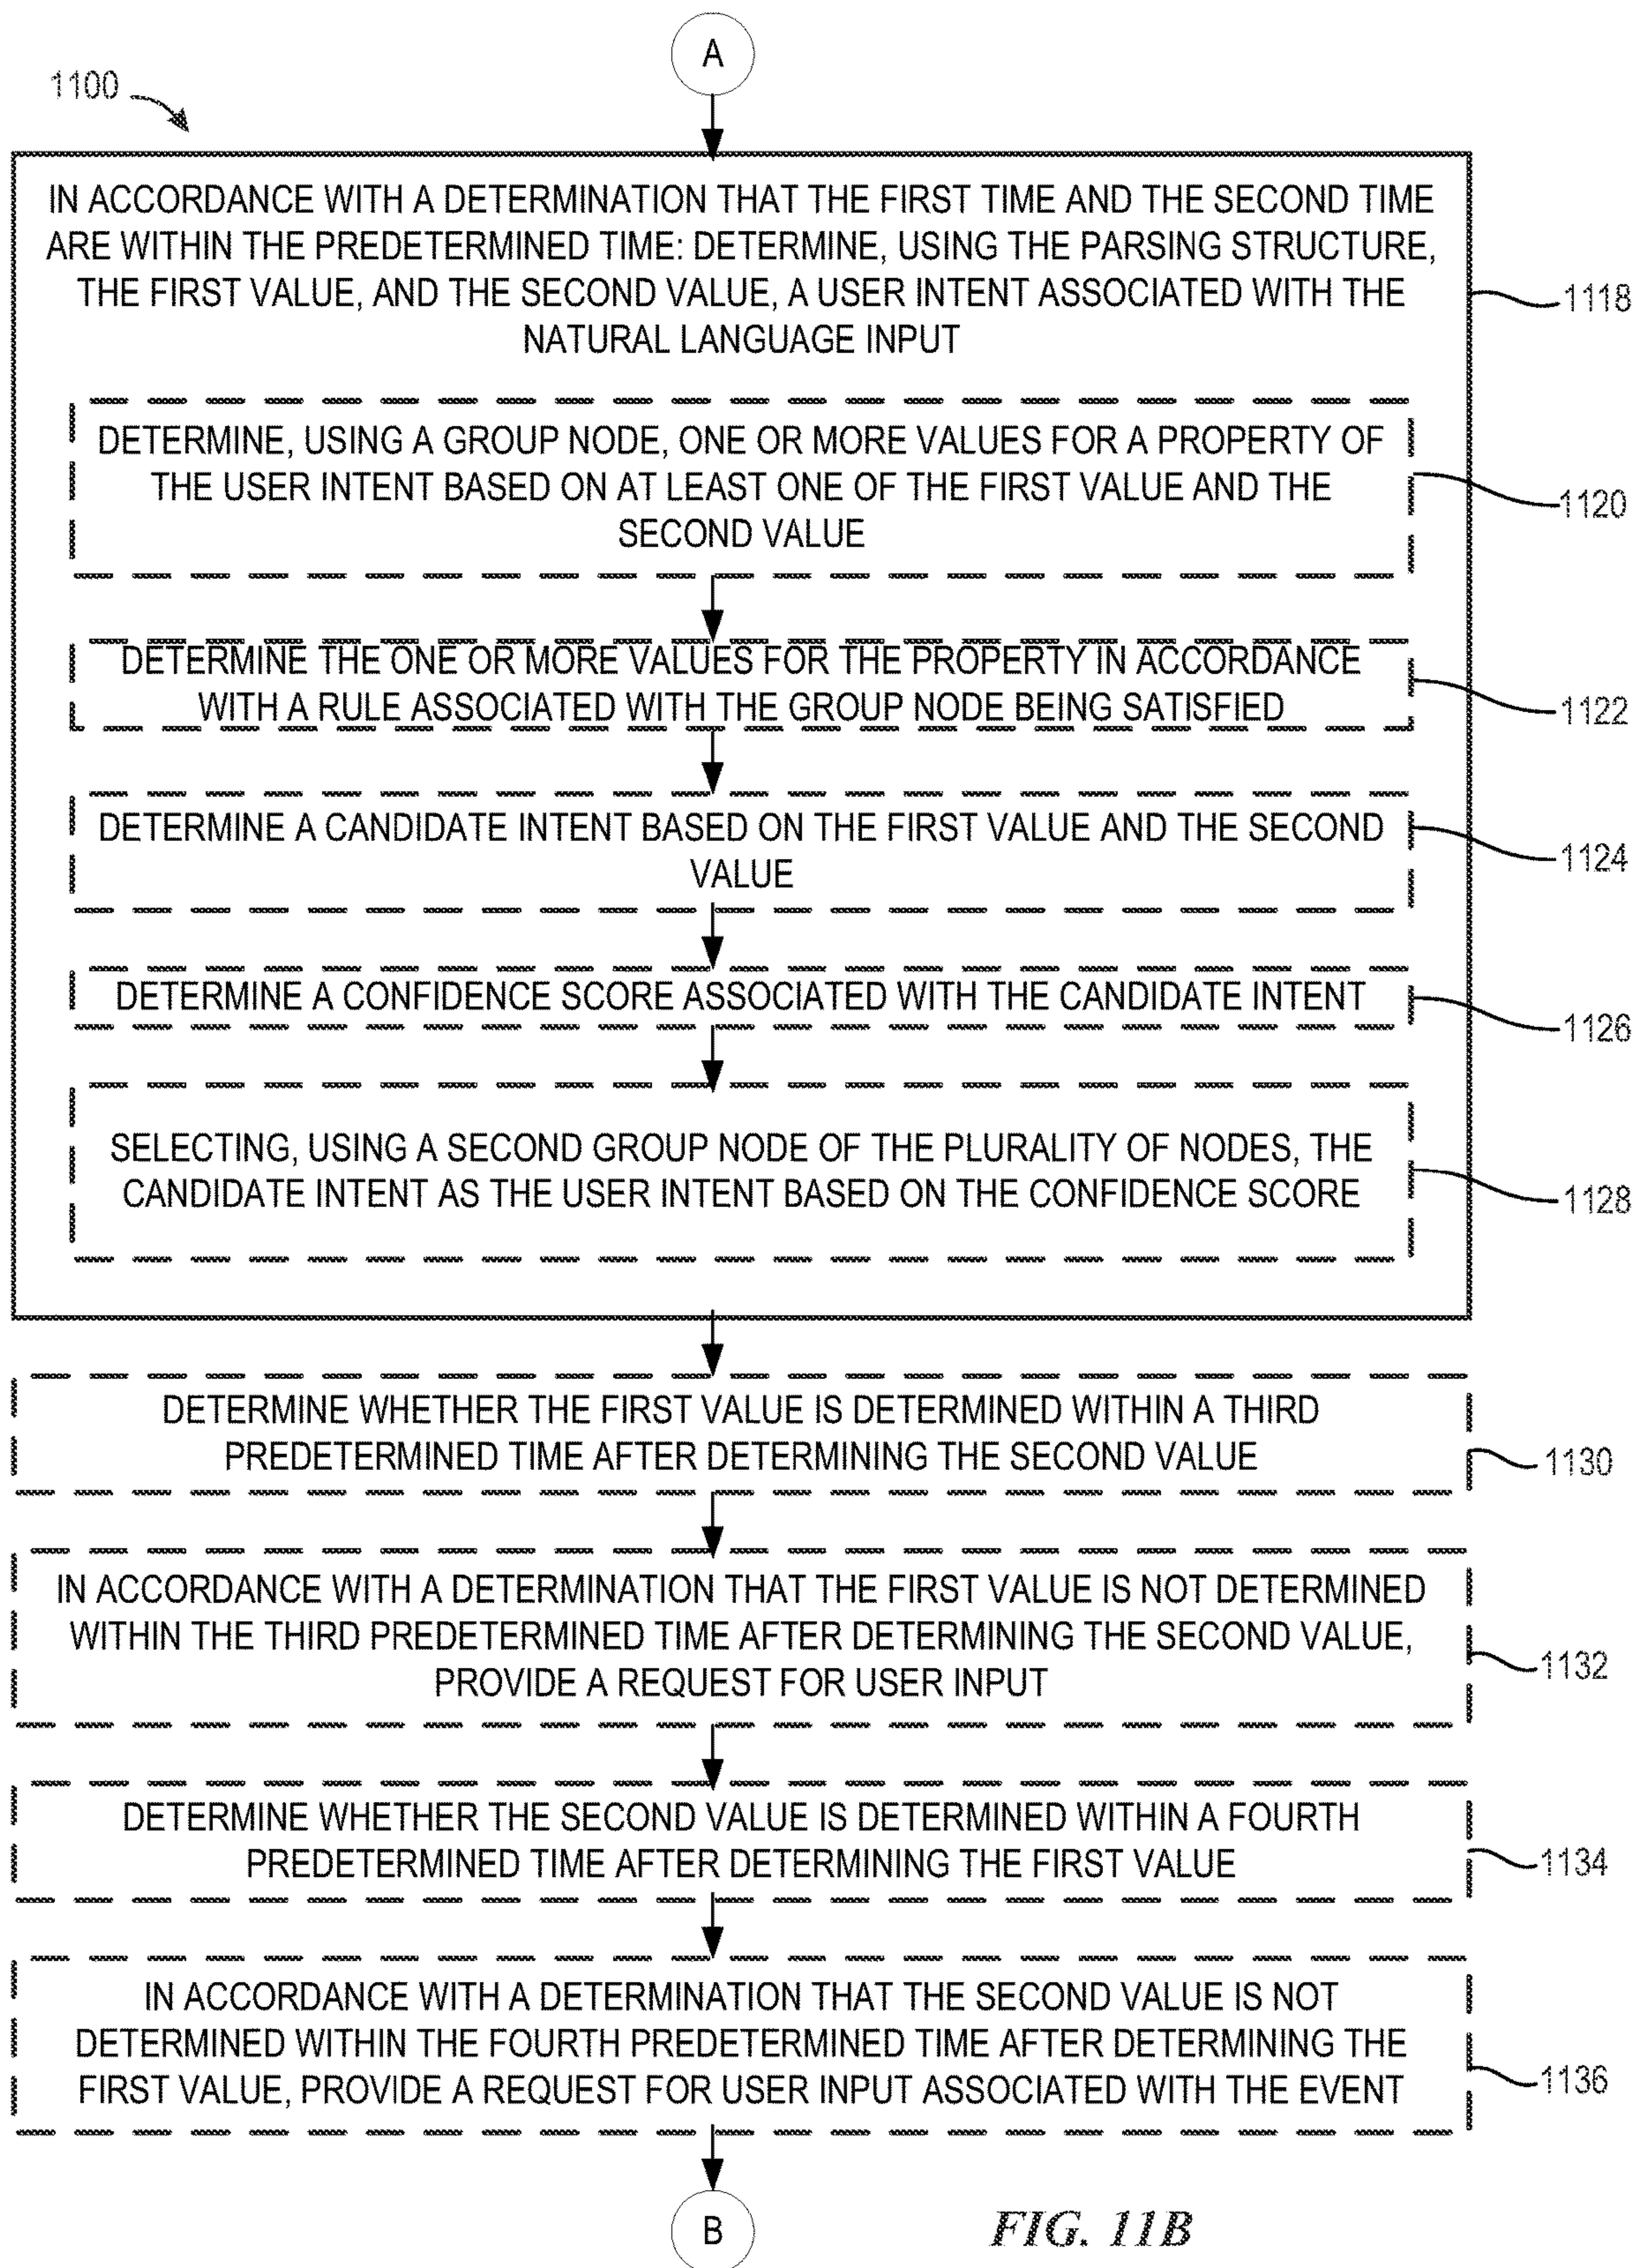 A
1100
IN ACCORDANCE WITH A DETERMINATION THAT THE FIRST TIME AND THE SECOND TIME
ARE WITHIN THE PREDETERMINED TIME: DETERMINE, USING THE PARSING STRUCTURE,
THE FIRST VALUE, AND THE SECOND VALUE, A USER INTENT ASSOCIATED WITH THE
NATURAL LANGUAGE INPUT
1118
DETERMINE, USING A GROUP NODE, ONE OR MORE VALUES FOR A PROPERTY OF
THE USER INTENT BASED ON AT LEAST ONE OF THE FIRST VALUE AND THE
SECOND VALUE
1120
DETERMINE THE ONE OR MORE VALUES FOR THE PROPERTY IN ACCORDANCE
WITH A RULE ASSOCIATED WITH THE GROUP NODE BEING SATISFIED
1122
DETERMINE A CANDIDATE INTENT BASED ON THE FIRST VALUE AND THE SECOND
VALUE
1124
DETERMINE A CONFIDENCE SCORE ASSOCIATED WITH THE CANDIDATE INTENT
1126
SELECTING, USING A SECOND GROUP NODE OF THE PLURALITY OF NODES, THE
CANDIDATE INTENT AS THE USER INTENT BASED ON THE CONFIDENCE SCORE
1128
DETERMINE WHETHER THE FIRST VALUE IS DETERMINED WITHIN A THIRD
PREDETERMINED TIME AFTER DETERMINING THE SECOND VALUE
1130
IN ACCORDANCE WITH A DETERMINATION THAT THE FIRST VALUE IS NOT DETERMINED
WITHIN THE THIRD PREDETERMINED TIME AFTER DETERMINING THE SECOND VALUE,
PROVIDE A REQUEST FOR USER INPUT
1132
DETERMINE WHETHER THE SECOND VALUE IS DETERMINED WITHIN A FOURTH
PREDETERMINED TIME AFTER DETERMINING THE FIRST VALUE
1134
IN ACCORDANCE WITH A DETERMINATION THAT THE SECOND VALUE IS NOT
DETERMINED WITHIN THE FOURTH PREDETERMINED TIME AFTER DETERMINING THE
FIRST VALUE, PROVIDE A REQUEST FOR USER INPUT ASSOCIATED WITH THE EVENT
1136
B
FIG. 11B